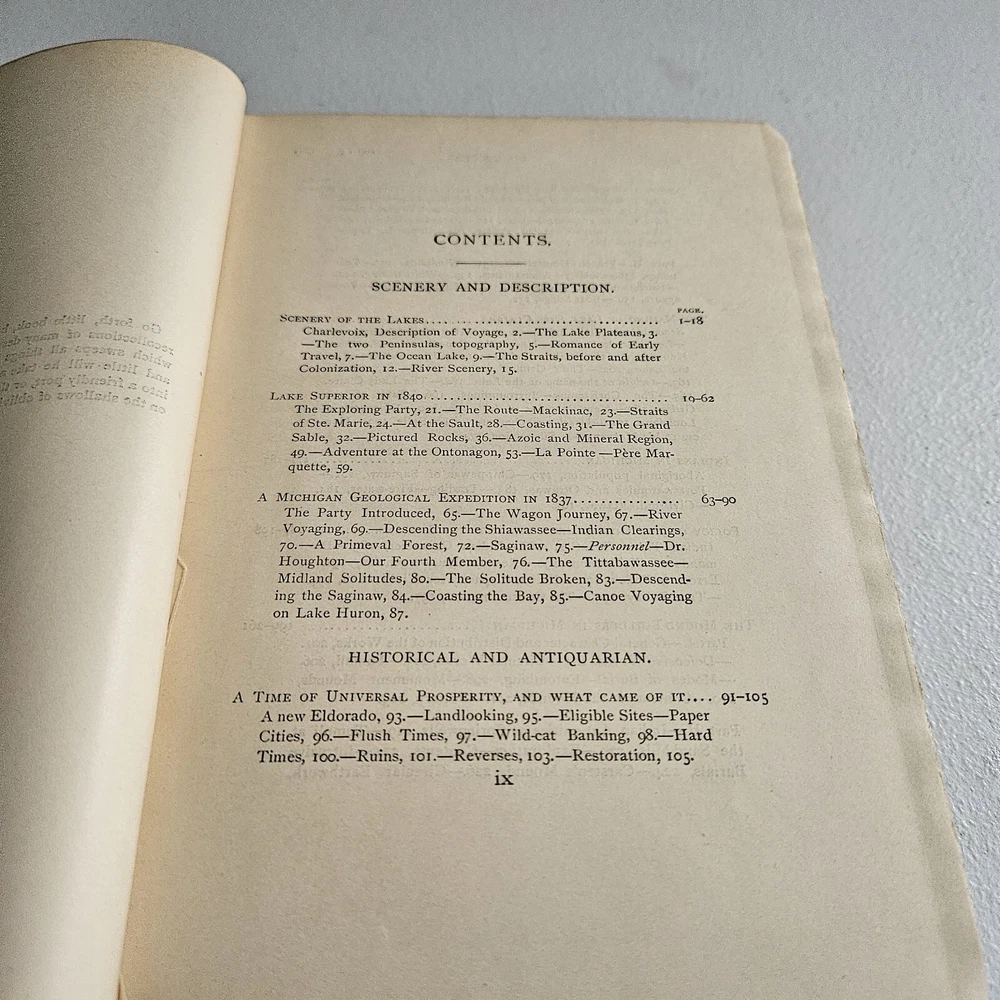 CONTENTS.
SCENERY AND DESCRIPTION.
PAGE.
SCENERY OF THE LAKES........................................ 1-18
Charlevoix, Description of Voyage, 2.—The Lake Plateaus, 3.
—The two Peninsulas, topography, 5.—Romance of Early
Travel, 7.—The Ocean Lake, 9.—The Straits, before and after
Colonization, 12.—River Scenery, 15.
LAKE SUPERIOR IN 1840........................................ 19-62
The Exploring Party, 21.—The Route—Mackinac, 23.—Straits
of Ste. Marie, 24.—At the Sault, 28.—Coasting, 31.—The Grand
Sable, 32.—Pictured Rocks, 36.—Azoic and Mineral Region,
49.—Adventure at the Ontonagon, 53.—La Pointe—Père Mar-
quette, 59.
A MICHIGAN GEOLOGICAL EXPEDITION IN 1837................ 63-90
The Party Introduced, 65.—The Wagon Journey, 67.—River
Voyaging, 69.—Descending the Shiawassee—Indian Clearings,
70.—A Primeval Forest, 72.—Saginaw, 75.—Personnel—Dr.
Houghton—Our Fourth Member, 76.—The Tittabawassee—
Midland Solitudes, 80.—The Solitude Broken, 83.—Descend-
ing the Saginaw, 84.—Coasting the Bay, 85.—Canoe Voyaging
on Lake Huron, 87.
HISTORICAL AND ANTIQUARIAN.
A TIME OF UNIVERSAL PROSPERITY, AND WHAT CAME OF IT.... 91-105
A new Eldorado, 93.—Landlooking, 95.—Eligible Sites—Paper
Cities, 96.—Flush Times, 97.—Wild-cat Banking, 98.—Hard
Times, 100.—Ruins, 101.—Reverses, 103.—Restoration, 105.
ix